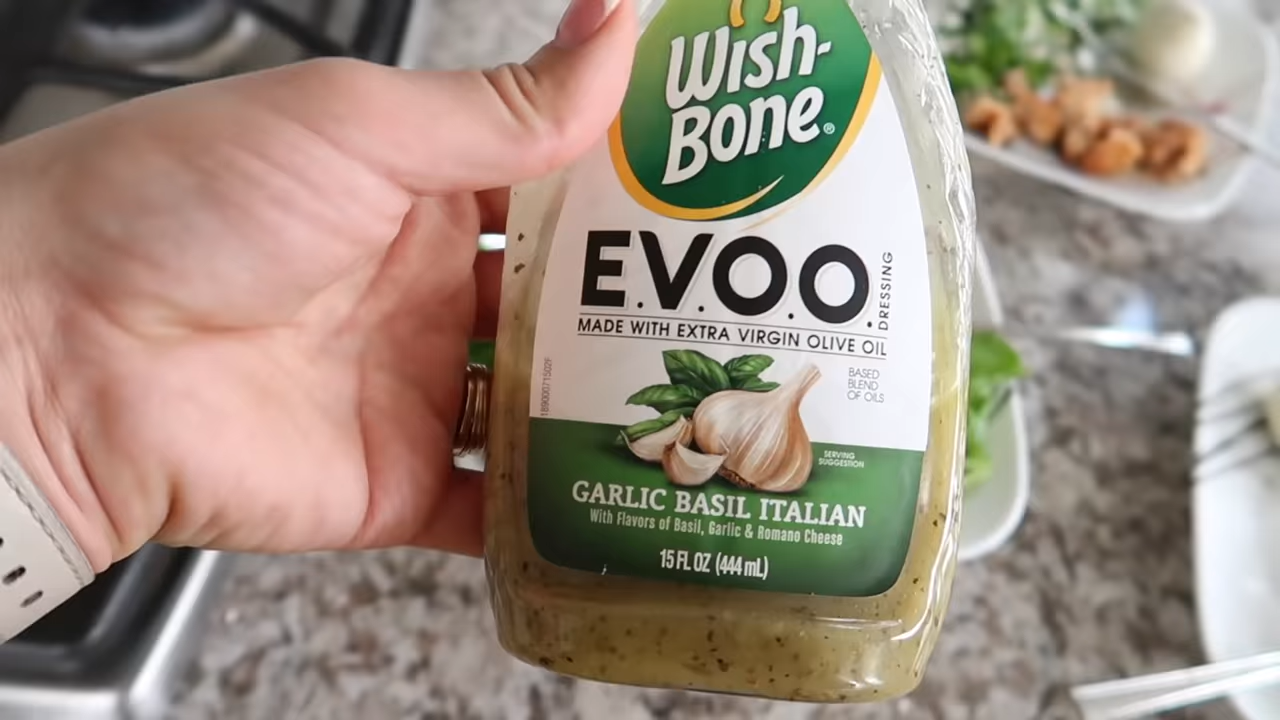 Wish-
Bone®
E.V.O.O.
DRESSING
MADE WITH EXTRA VIRGIN OLIVE OIL
BASED
BLEND
OF OILS
SERVING
SUGGESTION
GARLIC BASIL ITALIAN
With Flavors of Basil, Garlic & Romano Cheese
15 FL OZ (444 mL)